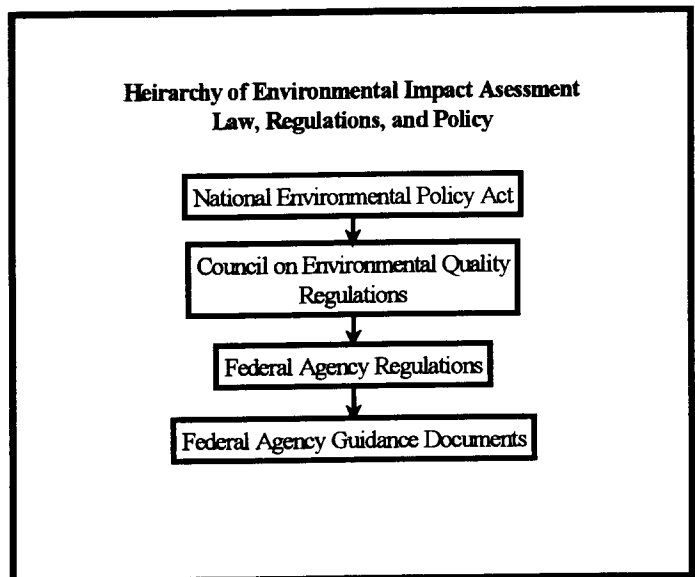 Heirarchy of Environmental Impact Asessment
Law, Regulations, and Policy
National Environmental Policy Act
Council on Environmental Quality
Regulations
Federal Agency Regulations
Federal Agency Guidance Documents